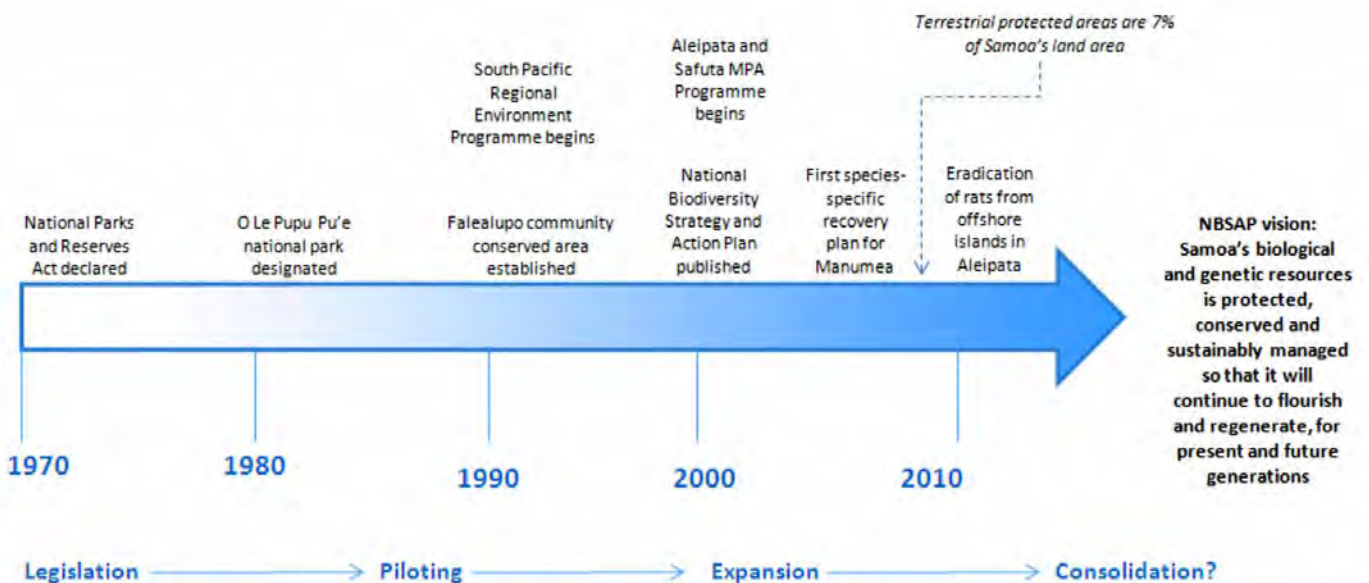 Terrestrial protected areas are 7%
of Samoa's land area
South Pacific
Regional
Environment
Programme begins
Aleipata and
Safuta MPA
Programme
begins
National Parks
and Reserves
Act declared
O Le Pupu Pu'e
national park
designated
Falealupo community
conserved area
established
National
Biodiversity
Strategy and
Action Plan
published
First species-
specific
recovery
plan for
Manumea
Eradication
of rats from
offshore
islands in
Aleipata
NBSAP vision:
Samoa's biological
and genetic resources
is protected,
conserved and
sustainably managed
so that it will
continue to flourish
and regenerate, for
present and future
generations
1970
1980
1990
2000
2010
Legislation
Piloting
Expansion
Consolidation?